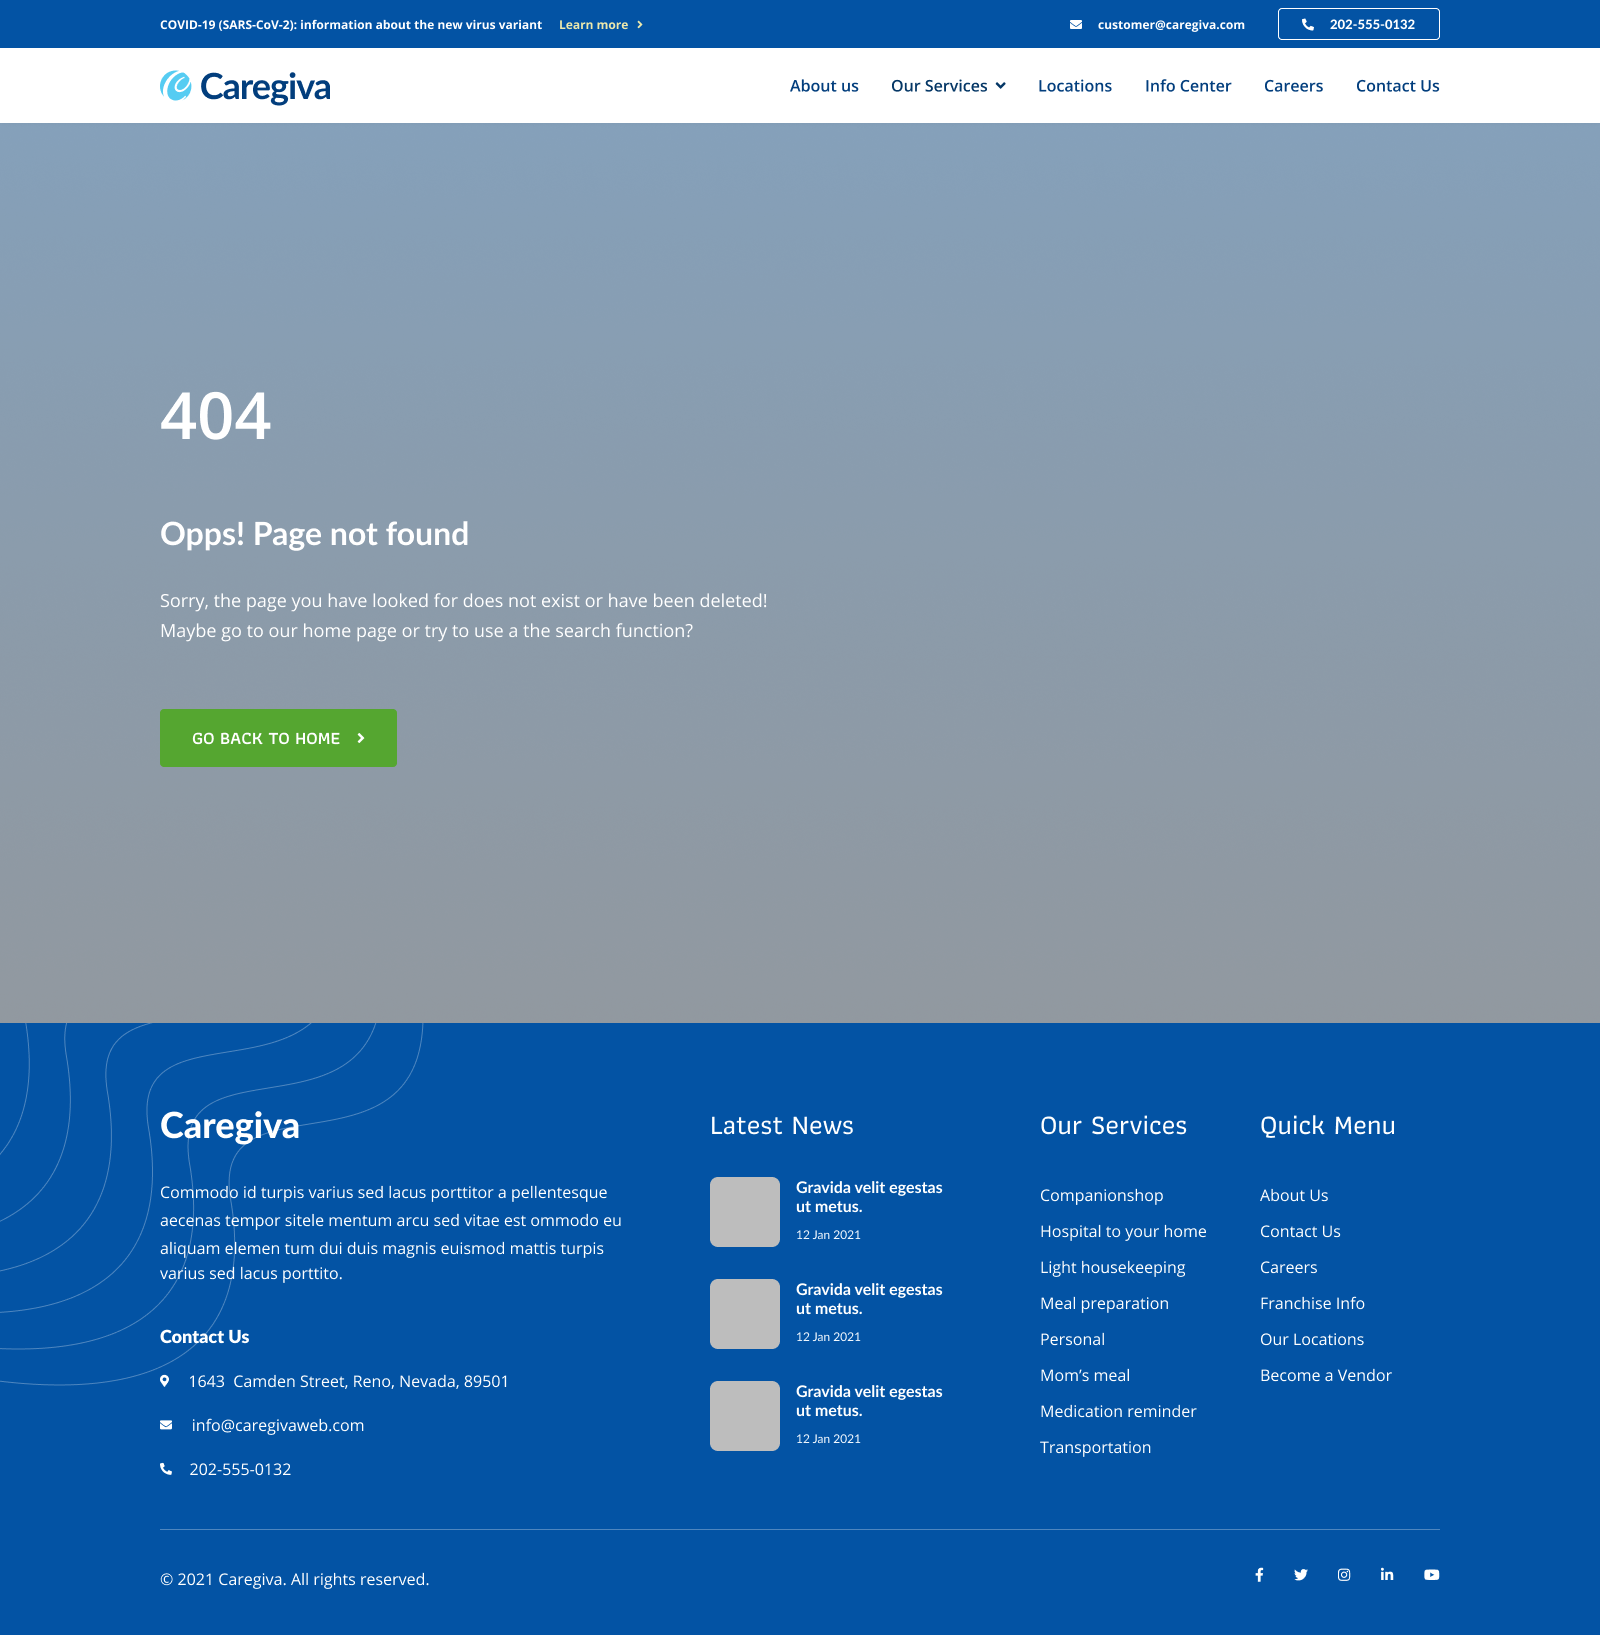 COVID-19 (SARS-CoV-2): information about the new virus variant Learn more
customer@caregiva.com
202-555-0132
Caregiva
About us Our Services Locations Info Center Careers Contact Us
404
Opps! Page not found
Sorry, the page you have looked for does not exist or have been deleted!
Maybe go to our home page or try to use a the search function?
GO BACK TO HOME
Caregiva
Commodo id turpis varius sed lacus porttitor a pellentesque
aecenas tempor sitele mentum arcu sed vitae est ommodo eu
aliquam elemen tum dui duis magnis euismod mattis turpis
varius sed lacus porttito.
Contact Us
1643 Camden Street, Reno, Nevada, 89501
info@caregivaweb.com
202-555-0132
Latest News
Gravida velit egestas
ut metus.
12 Jan 2021
Gravida velit egestas
ut metus.
12 Jan 2021
Gravida velit egestas
ut metus.
12 Jan 2021
Our Services
Companionshop
Hospital to your home
Light housekeeping
Meal preparation
Personal
Mom’s meal
Medication reminder
Transportation
Quick Menu
About Us
Contact Us
Careers
Franchise Info
Our Locations
Become a Vendor
© 2021 Caregiva. All rights reserved.